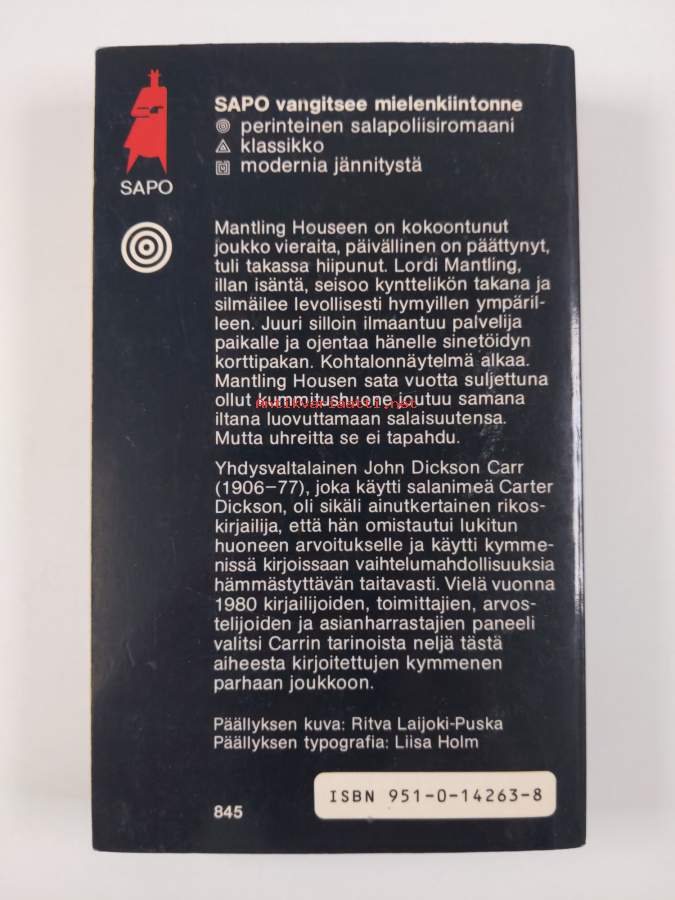 SAPO
SAPO vangitsee mielenkiintonne
perinteinen salapoliisiromaani
klassikko
modernia jännitystä
Mantling Houseen on kokoontunut
joukko vieraita, päivällinen on päättynyt,
tuli takassa hiipunut. Lordi Mantling,
illan isäntä, seisoo kynttelikön takana ja
silmäilee levollisesti hymyillen ympäril-
leen. Juuri silloin ilmaantuu palvelija
paikalle ja ojentaa hänelle sinetöidyn
korttipakan. Kohtalonnäytelmä alkaa.
Mantling Housen sata vuotta suljettuna
ollut kummitushuone joutuu samana
Antikvariaatti.net
iltana luovuttamaan salaisuutensa.
Mutta uhreitta se ei tapahdu.
Yhdysvaltalainen John Dickson Carr
(1906–77), joka käytti salanimeä Carter
Dickson, oli sikäli ainutkertainen rikos-
kirjailija, että hän omistautui lukitun
huoneen arvoitukselle ja käytti kymme-
nissä kirjoissaan vaihtelumahdollisuuksia
hämmästyttävän taitavasti. Vielä vuonna
1980 kirjailijoiden, toimittajien, arvos-
telijoiden ja asianharrastajien paneeli
valitsi Carrin tarinoista neljä tästä
aiheesta kirjoitettujen kymmenen
parhaan joukkoon.
Päällyksen kuva: Ritva Laijoki-Puska
Päällyksen typografia: Liisa Holm
845
ISBN 951-0-14263-8